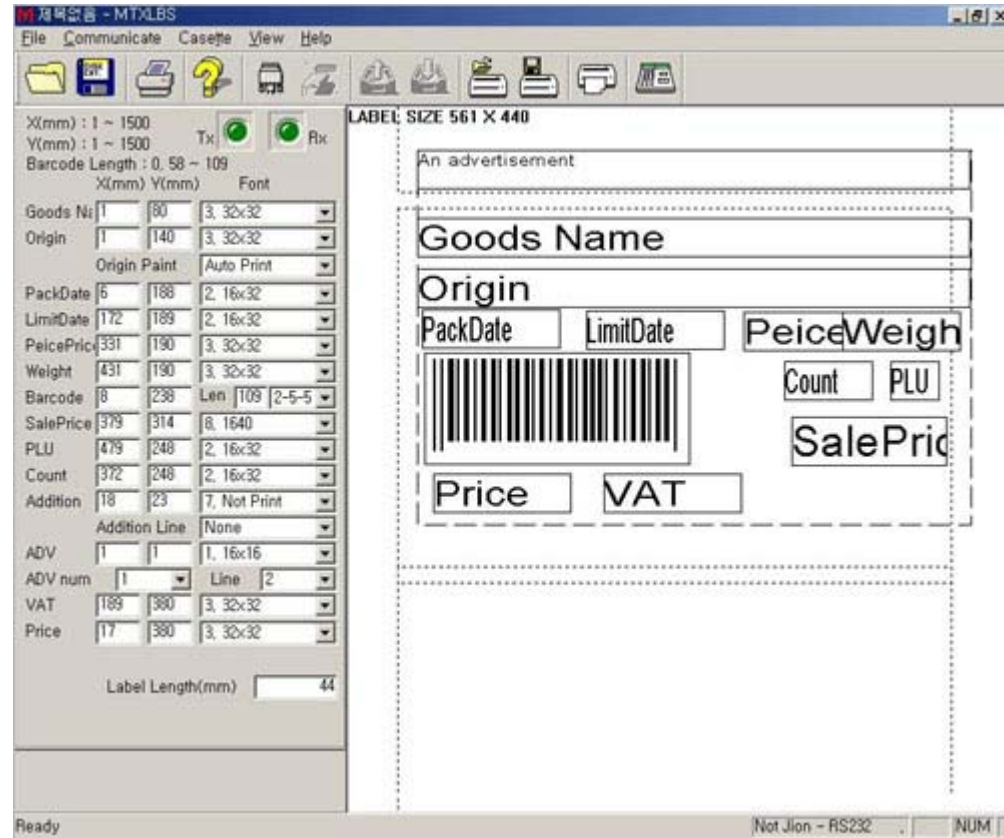 제목없음 - MTXLBS
File Communicate Casette View Help
X(mm) : 1 ~ 1500
Y(mm) : 1 ~ 1500
Tx Rx
Barcode Length : 0, 58 ~ 109
X(mm) Y(mm) Font
Goods Na 1 80 3, 32x32
Origin 1 140 3, 32x32
Origin Paint Auto Print
PackDate 6 188 2, 16x32
LimitDate 172 189 2, 16x32
PeicePric 331 190 3, 32x32
Weight 431 190 3, 32x32
Barcode 8 238 Len 109 2-5-5
SalePrice 379 314 8, 1640
PLU 479 248 2, 16x32
Count 372 248 2, 16x32
Addition 18 23 7, Not Print
Addition Line None
ADV 1 1 1, 16x16
ADV num 1 Line 2
VAT 189 380 3, 32x32
Price 17 380 3, 32x32
Label Length(mm) 44
LABEL SIZE 561 X 440
An advertisement
Goods Name
Origin
PackDate LimitDate Peice Weigh
Count PLU
SalePric
Price VAT
Ready Not Jion - RS232 NUM